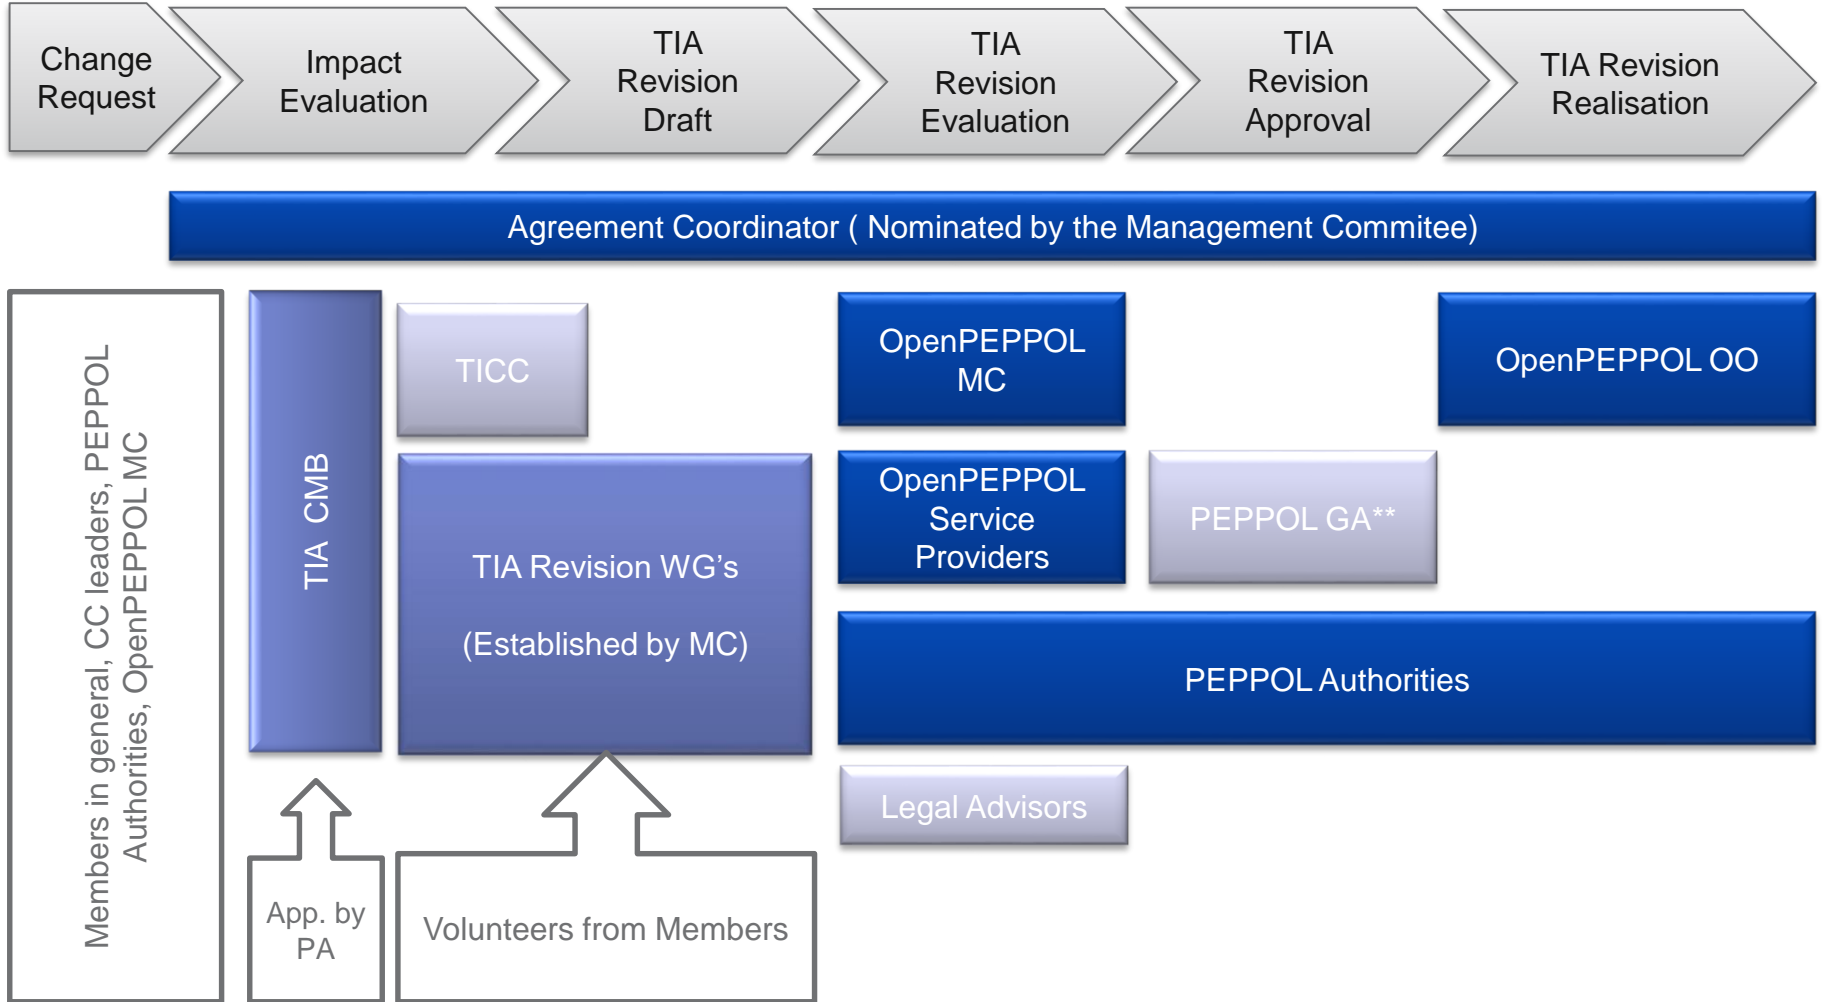 Change
Request
Impact
Evaluation
TIA
Revision
Draft
TIA
Revision
Evaluation
TIA
Revision
Approval
TIA Revision
Realisation
Agreement Coordinator ( Nominated by the Management Commitee)
Members in general, CC leaders, PEPPOL
Authorities, OpenPEPPOL MC
TIA CMB
TICC
OpenPEPPOL
MC
OpenPEPPOL OO
TIA Revision WG’s
(Established by MC)
OpenPEPPOL
Service
Providers
PEPPOL GA**
PEPPOL Authorities
Legal Advisors
App. by
PA
Volunteers from Members